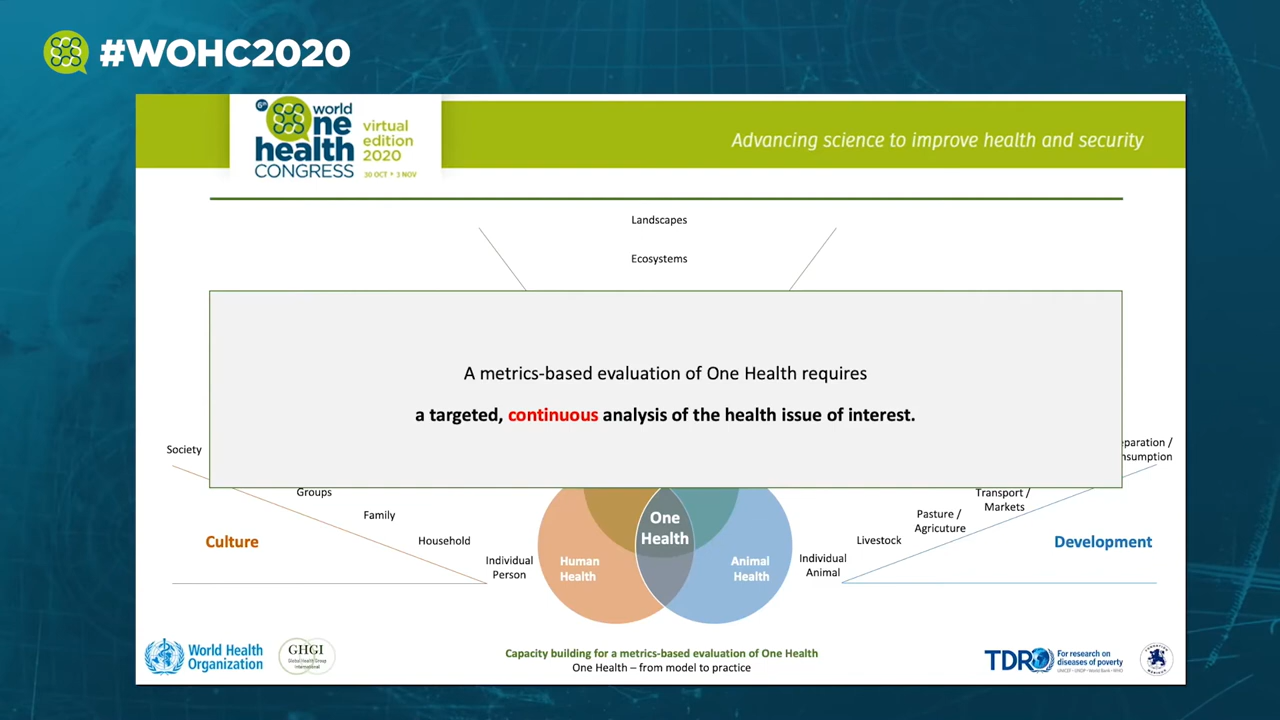 #WOHC2020
6th world
One
health
CONGRESS
virtual
edition
2020
30 OCT + 3 NOV
Advancing science to improve health and security
Landscapes
Ecosystems
A metrics-based evaluation of One Health requires
a targeted, continuous analysis of the health issue of interest.
Society
eparation /
nsumption
Groups
Family
Household
Individual
Person
Culture
One
Health
Human
Health
Animal
Health
Individual
Animal
Livestock
Pasture /
Agricuture
Transport /
Markets
Development
World Health
Organization
GHGI
Global Health Group
International
Capacity building for a metrics-based evaluation of One Health
One Health – from model to practice
TDR
For research on
diseases of poverty
UNICEF • UNDP • World Bank • WHO